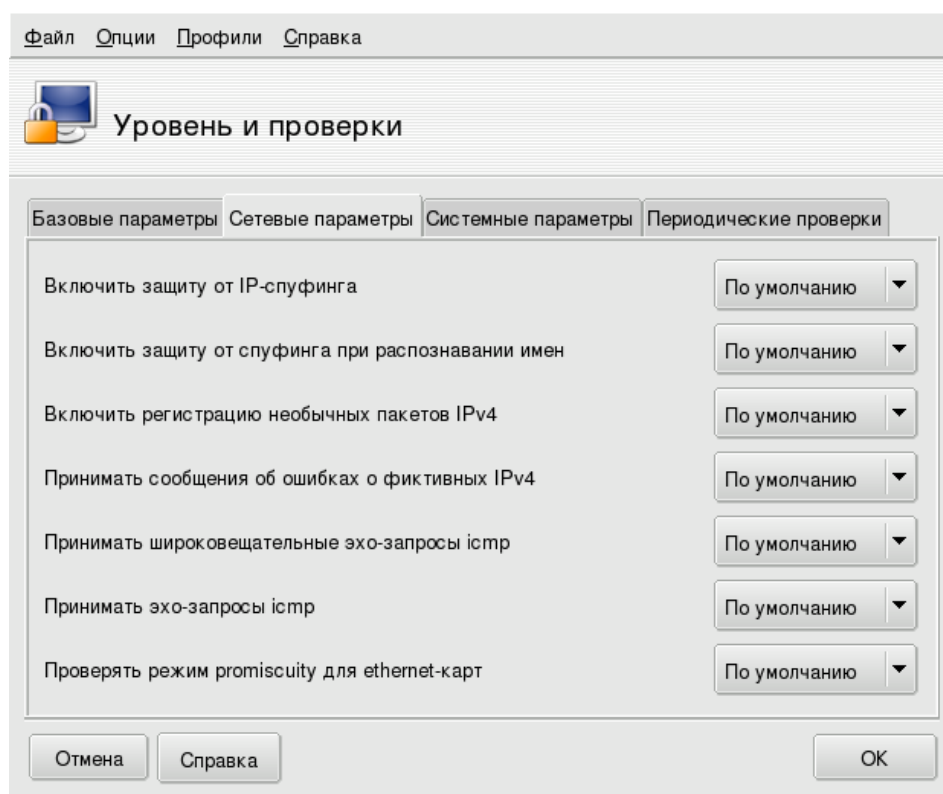 Файл Опции Профили Справка
Уровень и проверки
Базовые параметры Сетевые параметры Системные параметры Периодические проверки
Включить защиту от IP-спуфинга По умолчанию
Включить защиту от спуфинга при распознавании имен По умолчанию
Включить регистрацию необычных пакетов IPv4 По умолчанию
Принимать сообщения об ошибках о фиктивных IPv4 По умолчанию
Принимать широковещательные эхо-запросы icmp По умолчанию
Принимать эхо-запросы icmp По умолчанию
Проверять режим promiscuity для ethernet-карт По умолчанию
Отмена Справка OK